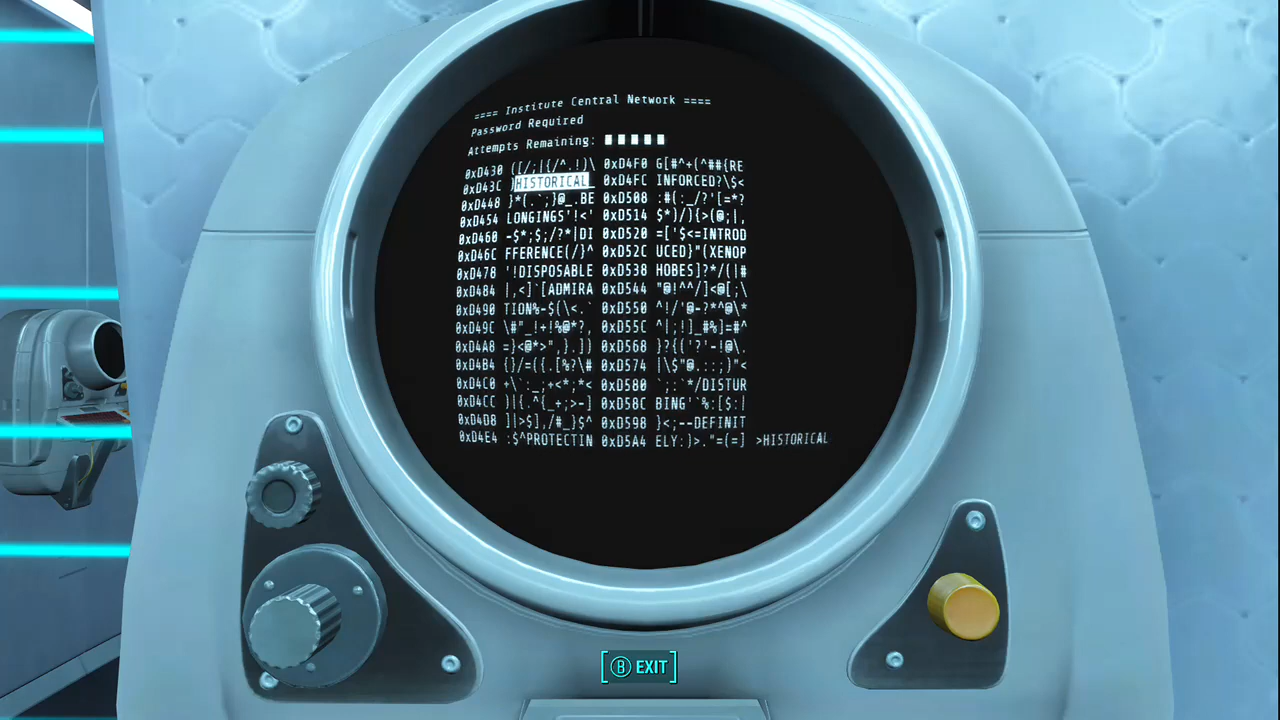 ==== Institute Central Network ====
Password Required
Attempts Remaining: ■ ■ ■ ■ ■
0xD430 ([/;|{/^.!)\ 0xD4F0 G[#^+(^##{RE
0xD43C )HISTORICAL_ 0xD4FC INFORCED?\$<
0xD448 }*(.`;}@_.BE 0xD508 :#(:_/?'[=*?
0xD454 LONGINGS'!<' 0xD514 $*)/){>(@;|,
0xD460 -$*;$;/?*|DI 0xD520 =['$<=INTROD
0xD46C FFERENCE(/}^ 0xD52C UCED}"(XENOP
0xD478 '!DISPOSABLE 0xD538 HOBES]?*/(|#
0xD484 |,<]`[ADMIRA 0xD544 "@!^^/]<@[;\
0xD490 TION%-$(\<.` 0xD550 ^!/'@-?*^@\*
0xD49C \#"_!+!%@*?, 0xD55C ^|;!]_#%]=#^
0xD4A8 =}<@*>",}.]) 0xD568 }?{('?'-!@\.
0xD4B4 (}/=({.[%?\# 0xD574 |\$"@.::;)"<
0xD4C0 +\`:_;+<*;*< 0xD580 `;:`*/DISTUR
0xD4CC )|{.^{_+;>-] 0xD58C BING'`%:[$:|
0xD4D8 ]|>$],/#_}$^ 0xD598 }<;--DEFINIT
0xD4E4 :$^PROTECTIN 0xD5A4 ELY:)>."=(=] >HISTORICAL
Ⓑ EXIT